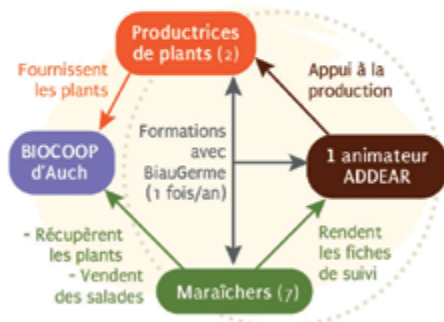 Productrices
de plants (2)
Fournissent
les plants
Appui à la
production
Formations
avec
BiauGerme
(1 fois/an)
BIOCOOP
d'Auch
1 animateur
ADDEAR
- Récupèrent
les plants
- Vendent
des salades
Rendent
les fiches
de suivi
Maraîchers (7)